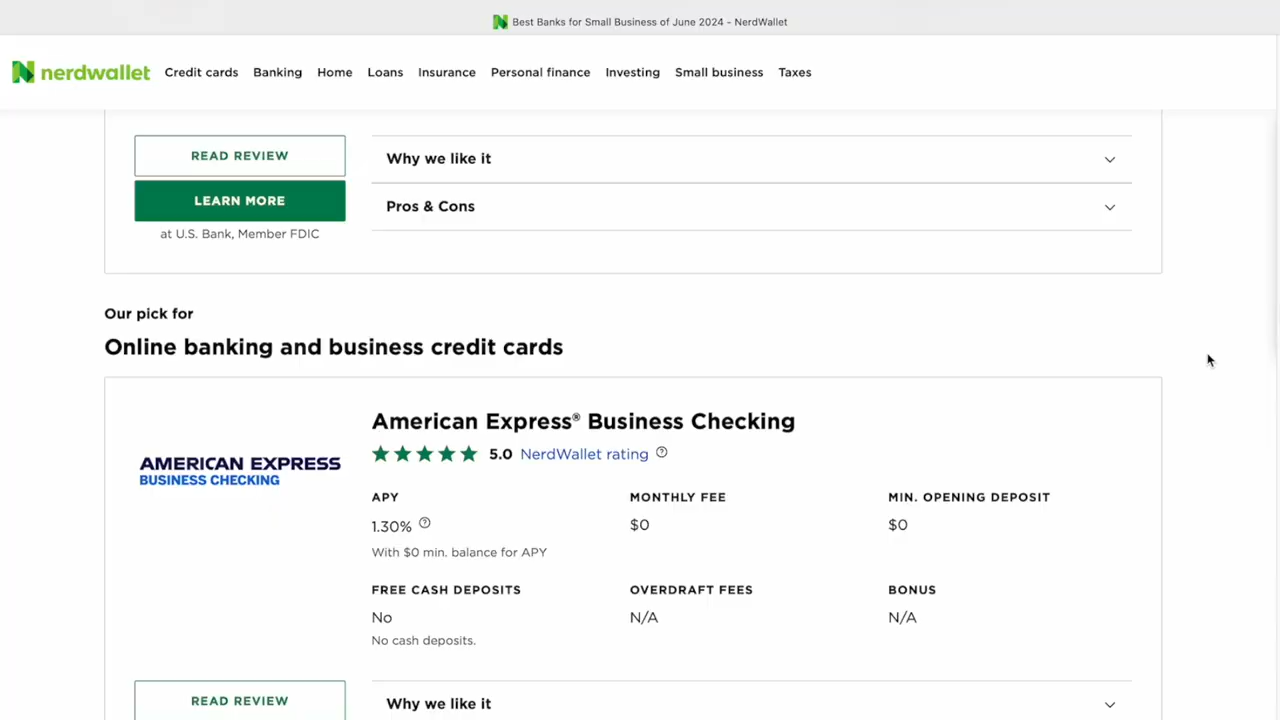 Best Banks for Small Business of June 2024 - NerdWallet
nerdwallet Credit cards Banking Home Loans Insurance Personal finance Investing Small business Taxes
READ REVIEW
LEARN MORE
at U.S. Bank, Member FDIC
Why we like it
Pros & Cons
Our pick for
Online banking and business credit cards
AMERICAN EXPRESS
BUSINESS CHECKING
American Express® Business Checking
5.0 NerdWallet rating ?
APY
1.30% ?
With $0 min. balance for APY
MONTHLY FEE
$0
MIN. OPENING DEPOSIT
$0
FREE CASH DEPOSITS
No
No cash deposits.
OVERDRAFT FEES
N/A
BONUS
N/A
READ REVIEW
Why we like it